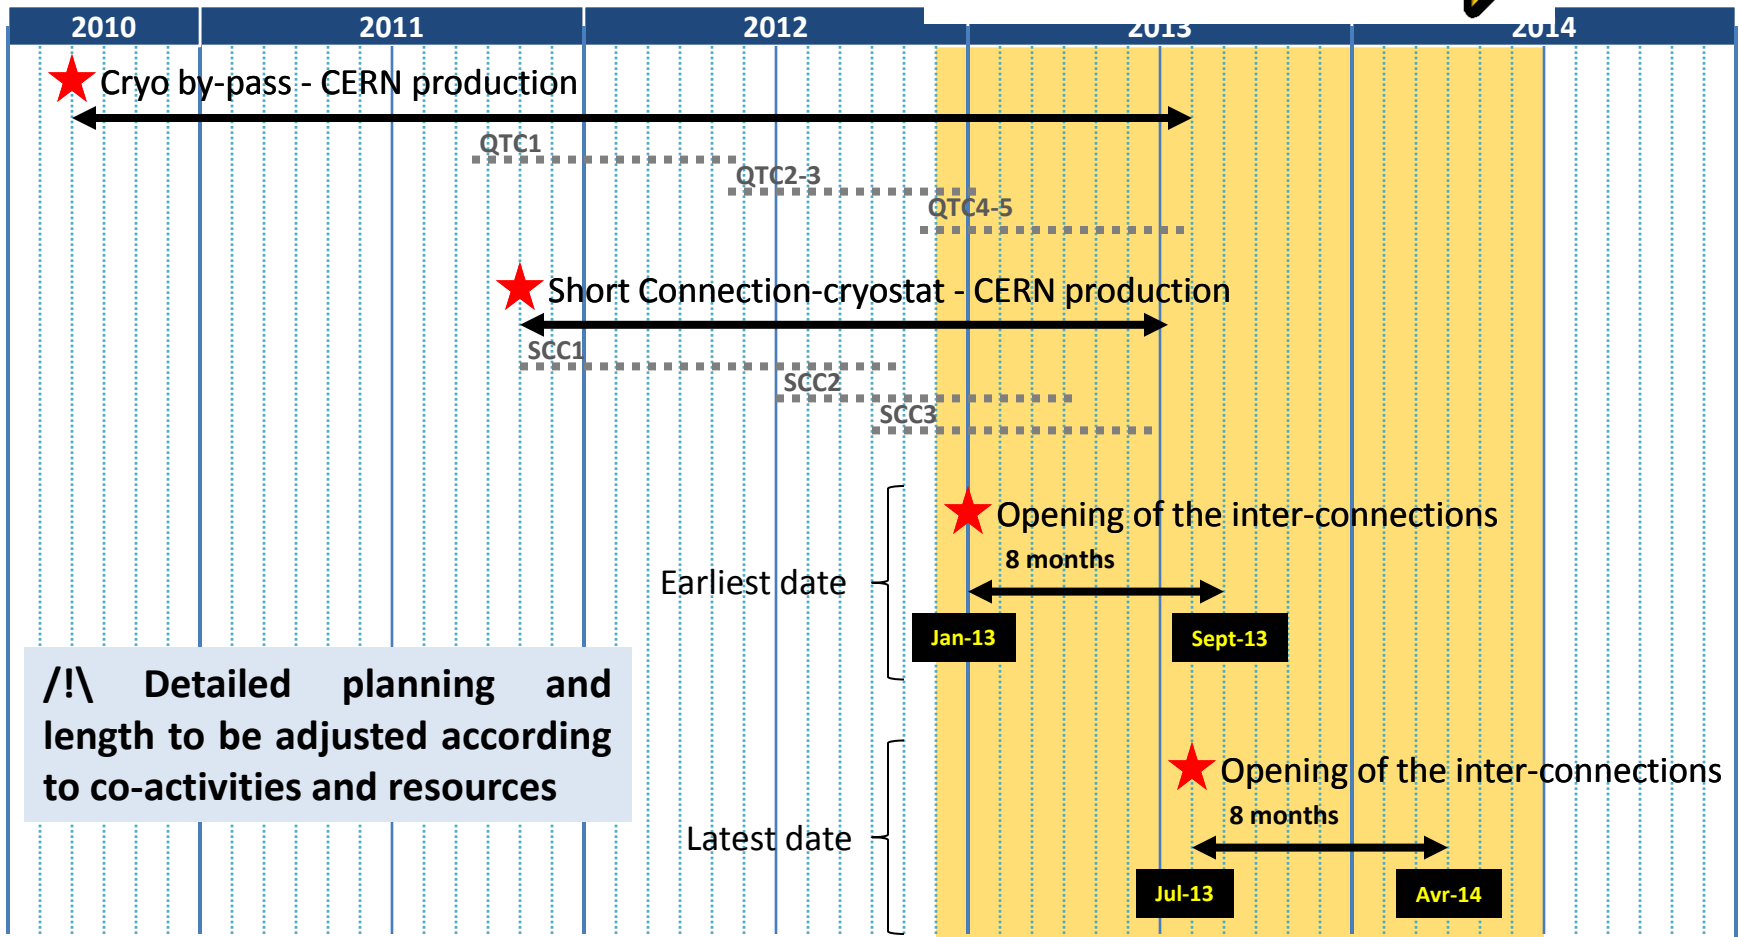 2010 2011 2012 2013 2014
Cryo by-pass - CERN production
QTC1
QTC2-3
QTC4-5
Short Connection-cryostat - CERN production
SCC1
SCC2
SCC3
Opening of the inter-connections
8 months
Earliest date
Jan-13 Sept-13
/!\ Detailed planning and
length to be adjusted according
to co-activities and resources
Opening of the inter-connections
8 months
Latest date
Jul-13 Avr-14